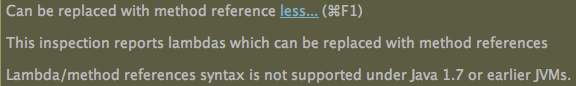 Can be replaced with method reference less... (⌘F1)
This inspection reports lambdas which can be replaced with method references
Lambda/method references syntax is not supported under Java 1.7 or earlier JVMs.